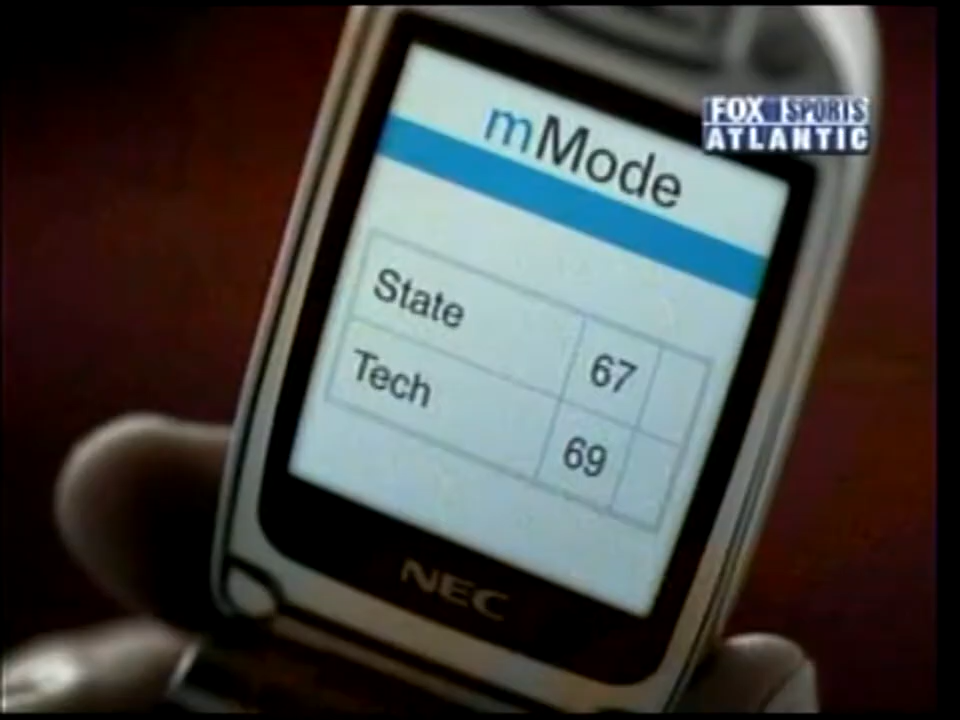 FOX SPORTS
ATLANTIC
mMode
State 67
Tech 69
NEC